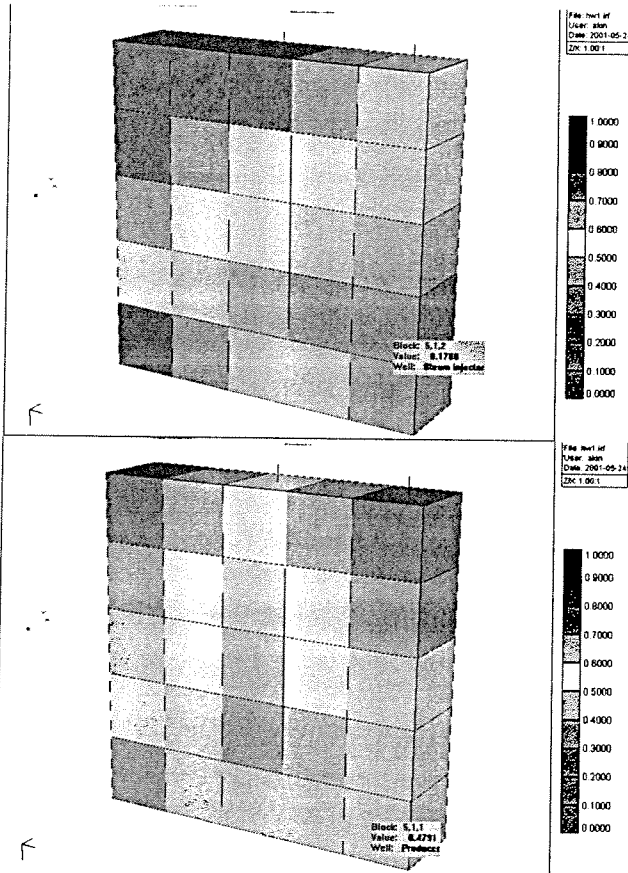 File: hw1.irf
User: akin
Date: 2001-05-2
Z/X: 1.00:1
1.0000
0.9000
0.8000
0.7000
0.6000
0.5000
0.4000
0.3000
0.2000
0.1000
0.0000
Block: 5,1,2
Value: 0.1788
Well: Steam Injector
File: hw1.irf
User: akin
Date: 2001-05-24
Z/X: 1.00:1
1.0000
0.9000
0.8000
0.7000
0.6000
0.5000
0.4000
0.3000
0.2000
0.1000
0.0000
Block: 5,1,1
Value: 0.4791
Well: Producer